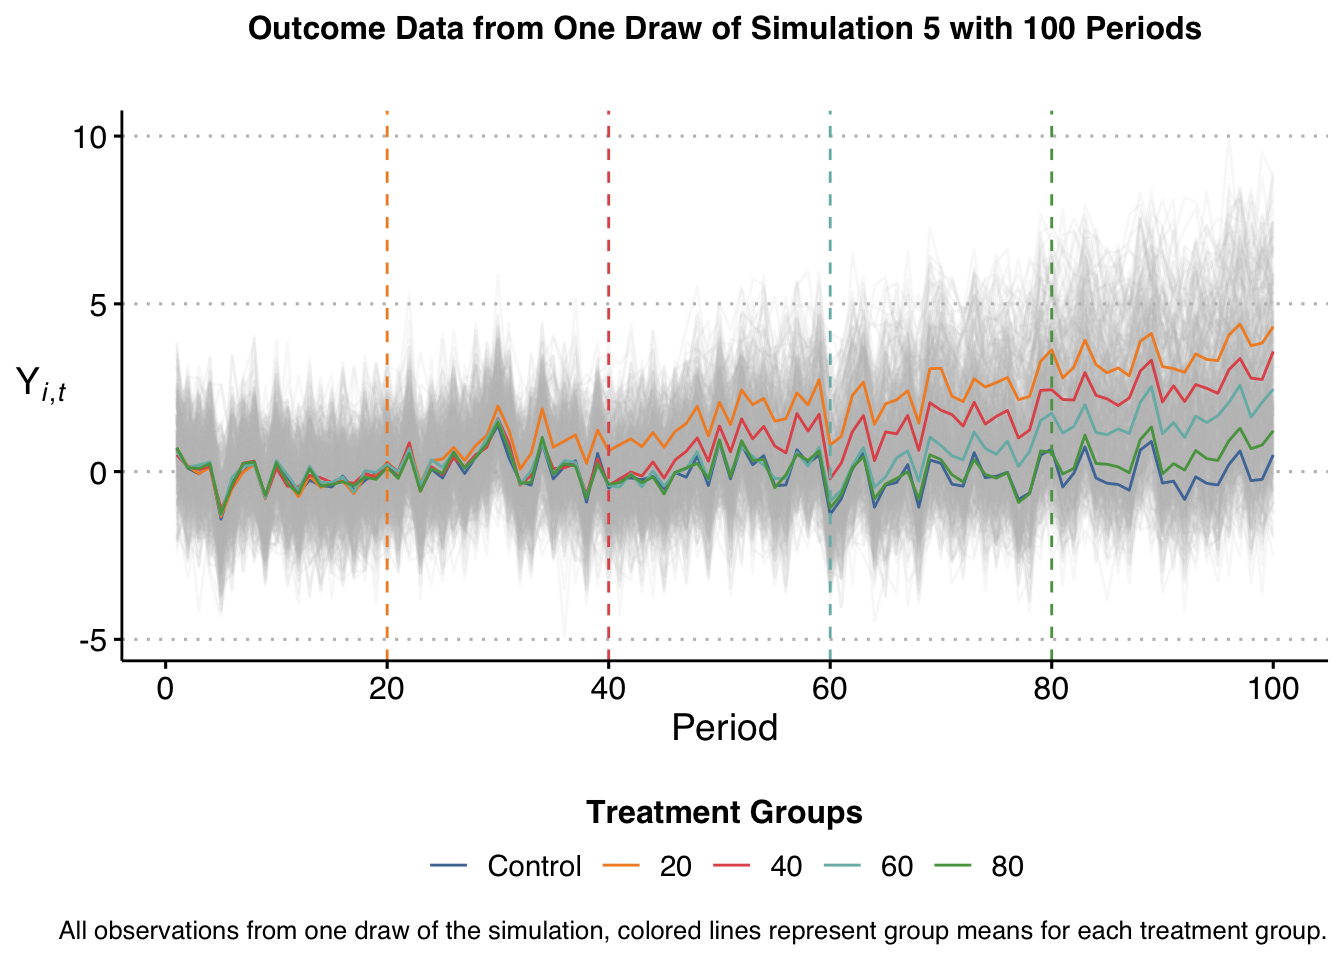 Outcome Data from One Draw of Simulation 5 with 100 Periods
10
5
Y i,t
0
-5
0 20 40 60 80 100
Period
Treatment Groups
Control 20 40 60 80
All observations from one draw of the simulation, colored lines represent group means for each treatment group.